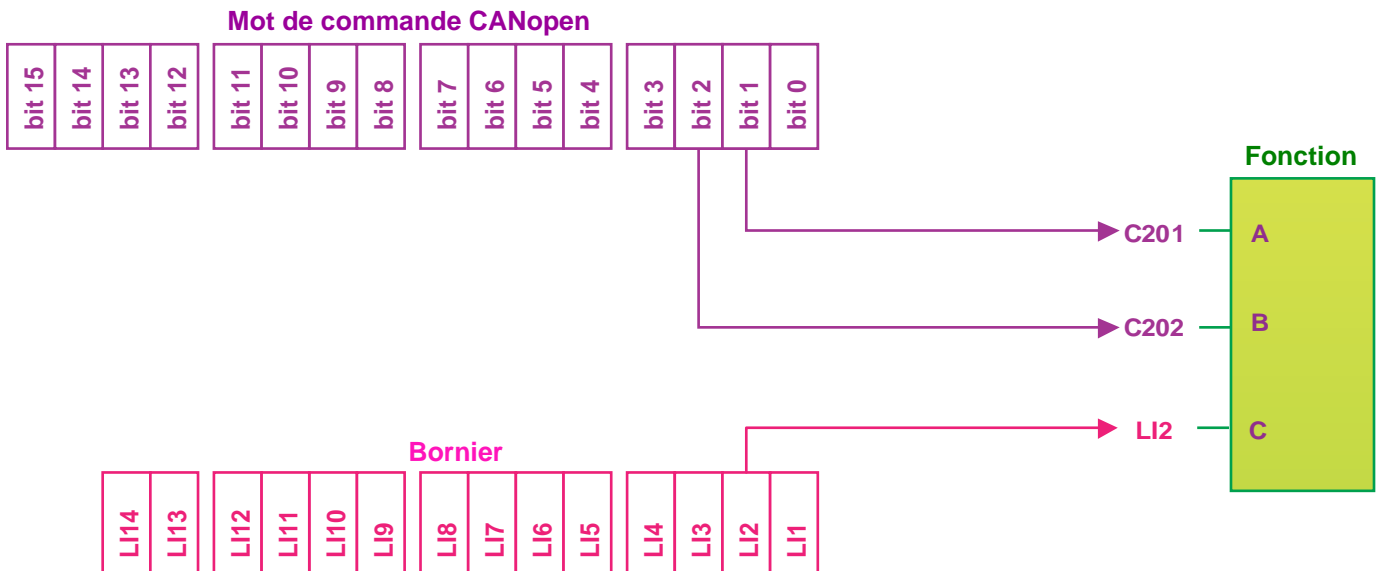 Mot de commande CANopen
bit 15 bit 14 bit 13 bit 12 bit 11 bit 10 bit 9 bit 8 bit 7 bit 6 bit 5 bit 4 bit 3 bit 2 bit 1 bit 0
Fonction
C201 A
C202 B
LI2 C
Bornier
LI14 LI13 LI12 LI11 LI10 LI9 LI8 LI7 LI6 LI5 LI4 LI3 LI2 LI1